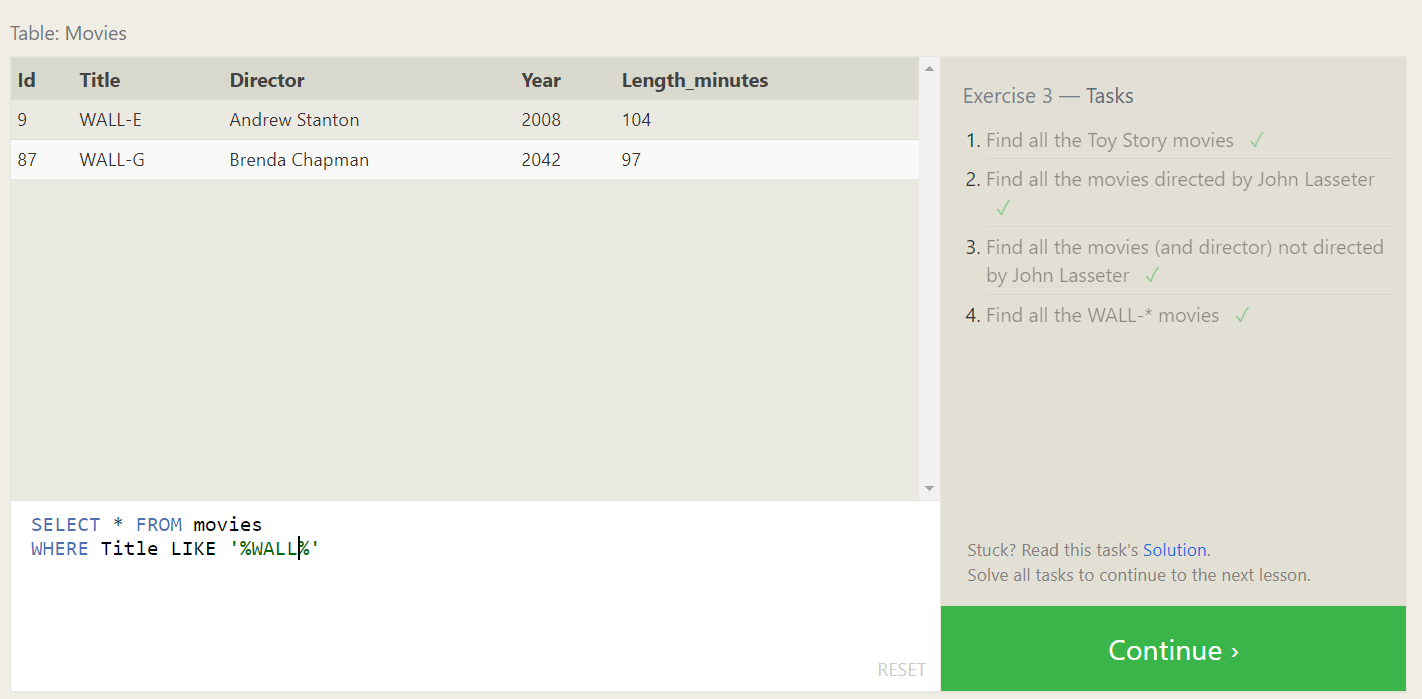 Table: Movies
Id Title Director Year Length_minutes
9 WALL-E Andrew Stanton 2008 104
87 WALL-G Brenda Chapman 2042 97
SELECT * FROM movies
WHERE Title LIKE '%WALL%'
RESET
Exercise 3 — Tasks
1. Find all the Toy Story movies ✓
2. Find all the movies directed by John Lasseter
✓
3. Find all the movies (and director) not directed
by John Lasseter ✓
4. Find all the WALL-* movies ✓
Stuck? Read this task's Solution.
Solve all tasks to continue to the next lesson.
Continue ›